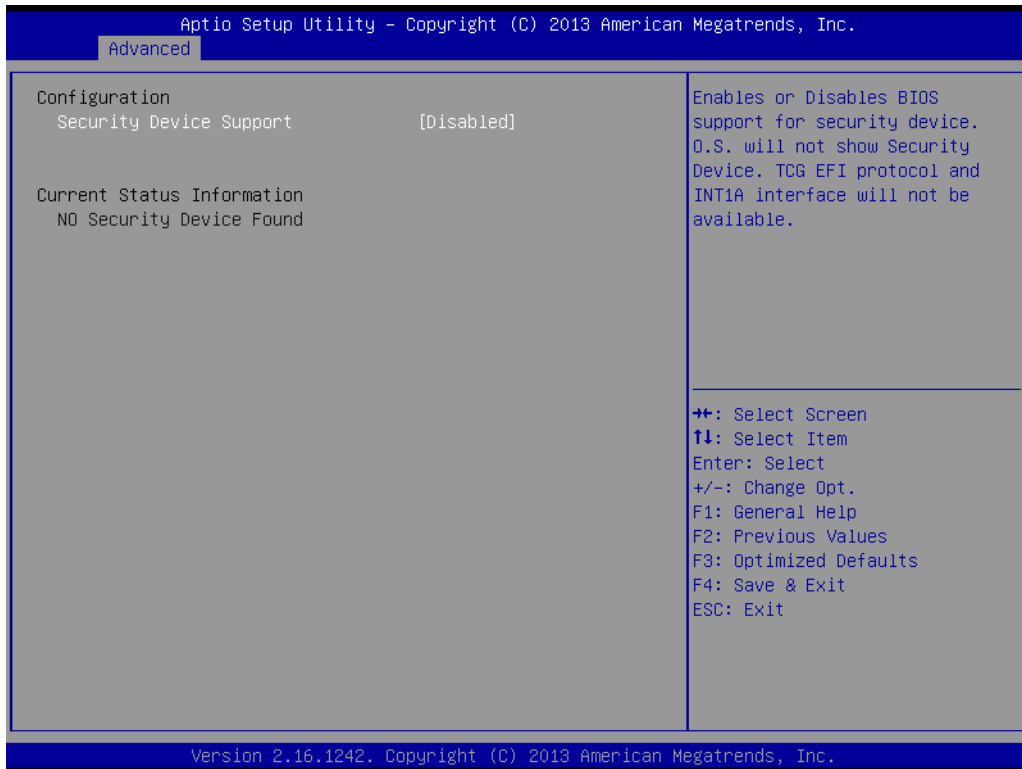 Aptio Setup Utility – Copyright (C) 2013 American Megatrends, Inc.
Advanced
Configuration
Security Device Support [Disabled]
Current Status Information
NO Security Device Found
Enables or Disables BIOS
support for security device.
O.S. will not show Security
Device. TCG EFI protocol and
INT1A interface will not be
available.
→←: Select Screen
↑↓: Select Item
Enter: Select
+/-: Change Opt.
F1: General Help
F2: Previous Values
F3: Optimized Defaults
F4: Save & Exit
ESC: Exit
Version 2.16.1242. Copyright (C) 2013 American Megatrends, Inc.